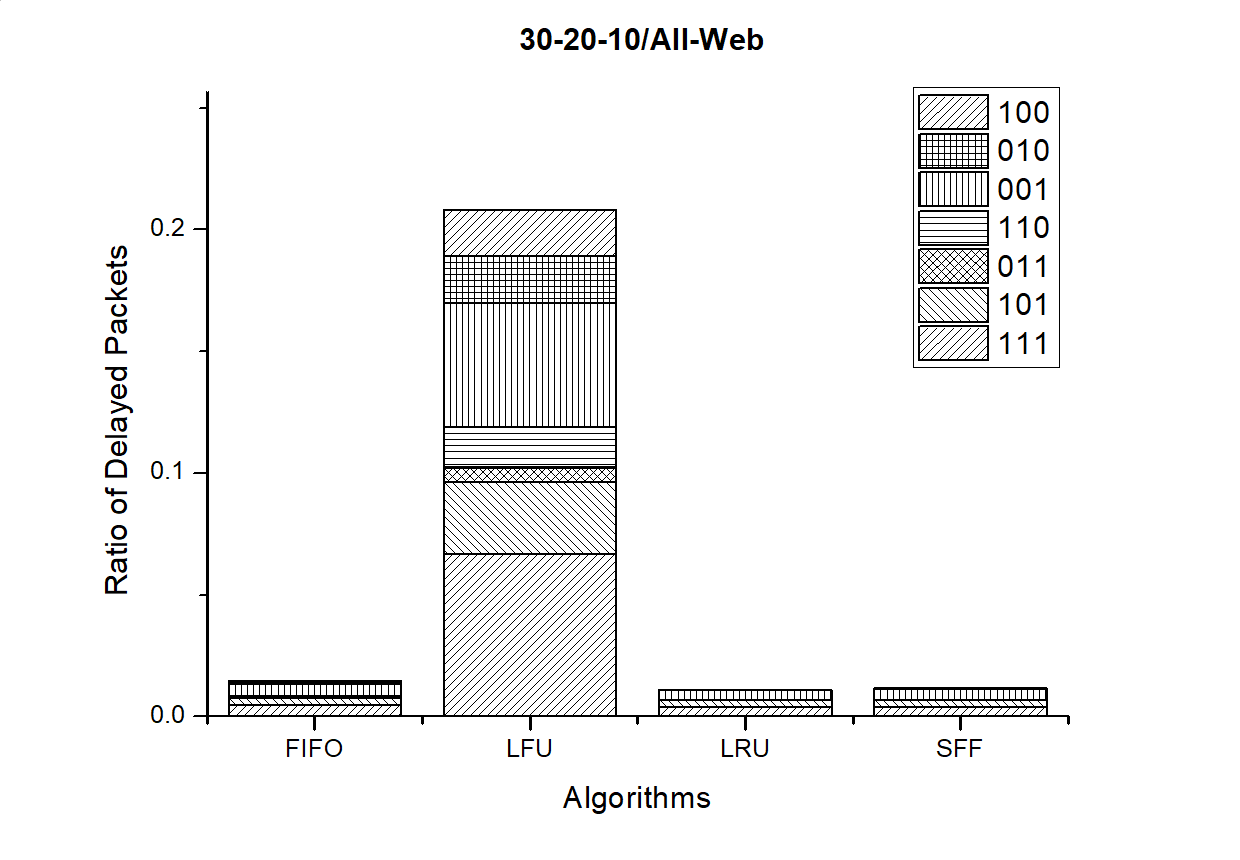 30-20-10/All-Web
100
010
001
110
011
101
111
Ratio of Delayed Packets
0.2
0.1
0.0
FIFO LFU LRU SFF
Algorithms